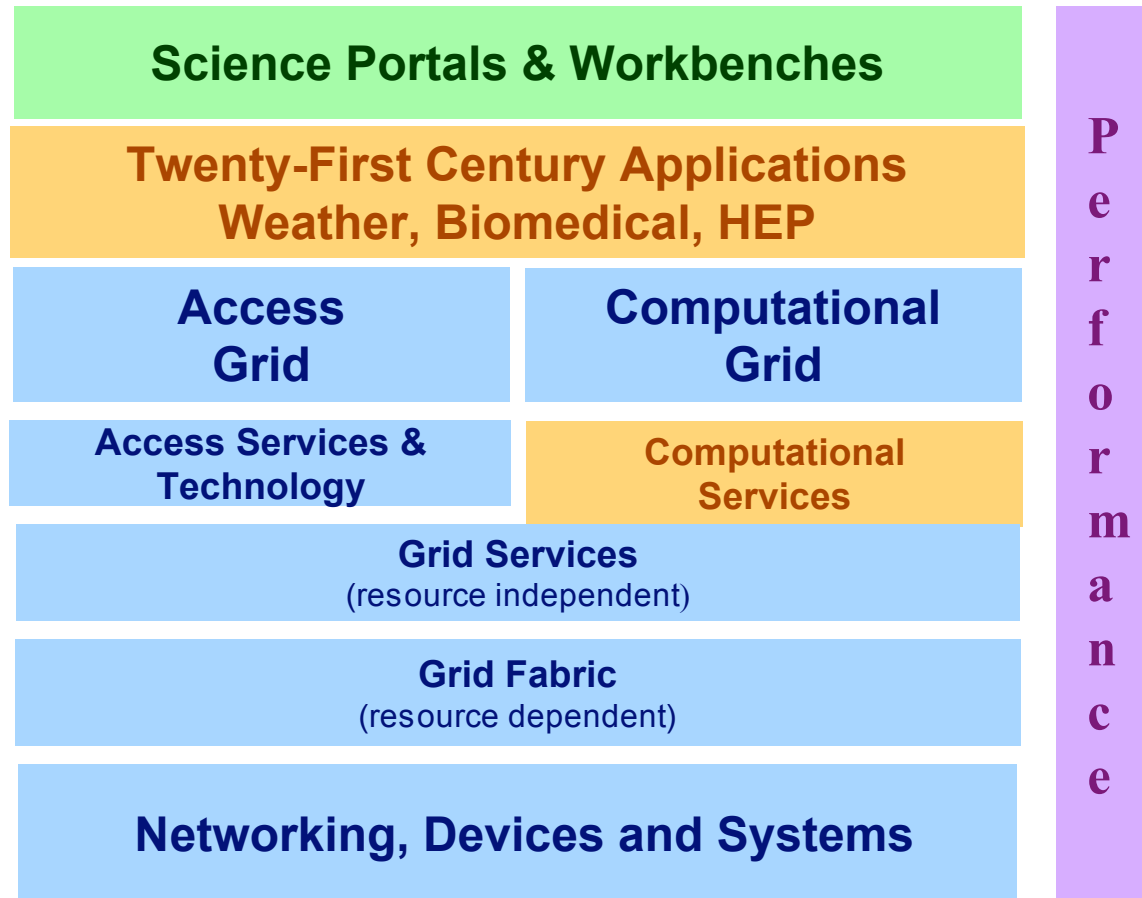 Science Portals & Workbenches
Twenty-First Century Applications
Weather, Biomedical, HEP
Access
Grid
Computational
Grid
Access Services &
Technology
Computational
Services
Grid Services
(resource independent)
Grid Fabric
(resource dependent)
Networking, Devices and Systems
Performance